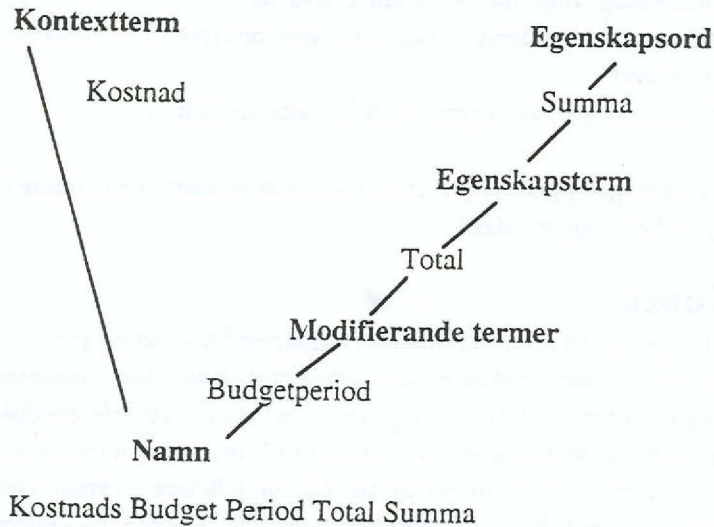 Kontextterm
Egenskapsord
Kostnad
Summa
Egenskapsterm
Total
Modifierande termer
Budgetperiod
Namn
Kostnads Budget Period Total Summa